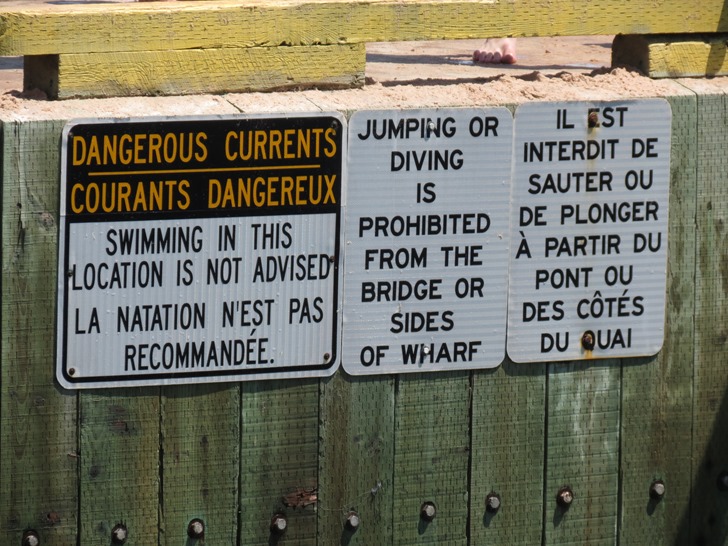 DANGEROUS CURRENTS
COURANTS DANGEREUX
SWIMMING IN THIS
LOCATION IS NOT ADVISED
LA NATATION N'EST PAS
RECOMMANDÉE.
JUMPING OR
DIVING
IS
PROHIBITED
FROM THE
BRIDGE OR
SIDES
OF WHARF
IL EST
INTERDIT DE
SAUTER OU
DE PLONGER
À PARTIR DU
PONT OU
DES CÔTÉS
DU QUAI